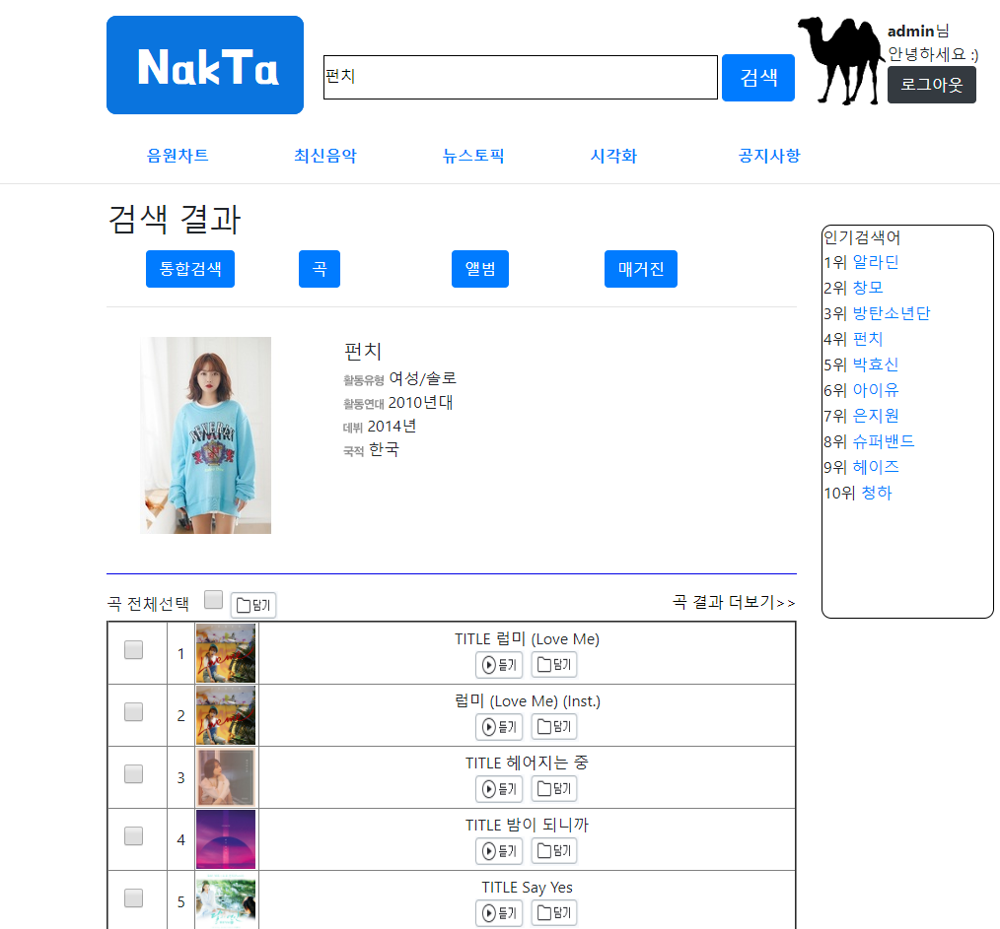 NakTa
펀치
검색
admin님
안녕하세요 :)
로그아웃
음원차트
최신음악
뉴스토픽
시각화
공지사항
검색 결과
통합검색
곡
앨범
매거진
펀치
활동유형 여성/솔로
활동연대 2010년대
데뷔 2014년
국적 한국
인기검색어
1위 알라딘
2위 창모
3위 방탄소년단
4위 펀치
5위 박효신
6위 아이유
7위 은지원
8위 슈퍼밴드
9위 헤이즈
10위 청하
곡 전체선택
담기
곡 결과 더보기>>
1
TITLE 럽미 (Love Me)
듣기 담기
2
럽미 (Love Me) (Inst.)
듣기 담기
3
TITLE 헤어지는 중
듣기 담기
4
TITLE 밤이 되니까
듣기 담기
5
TITLE Say Yes
듣기 담기